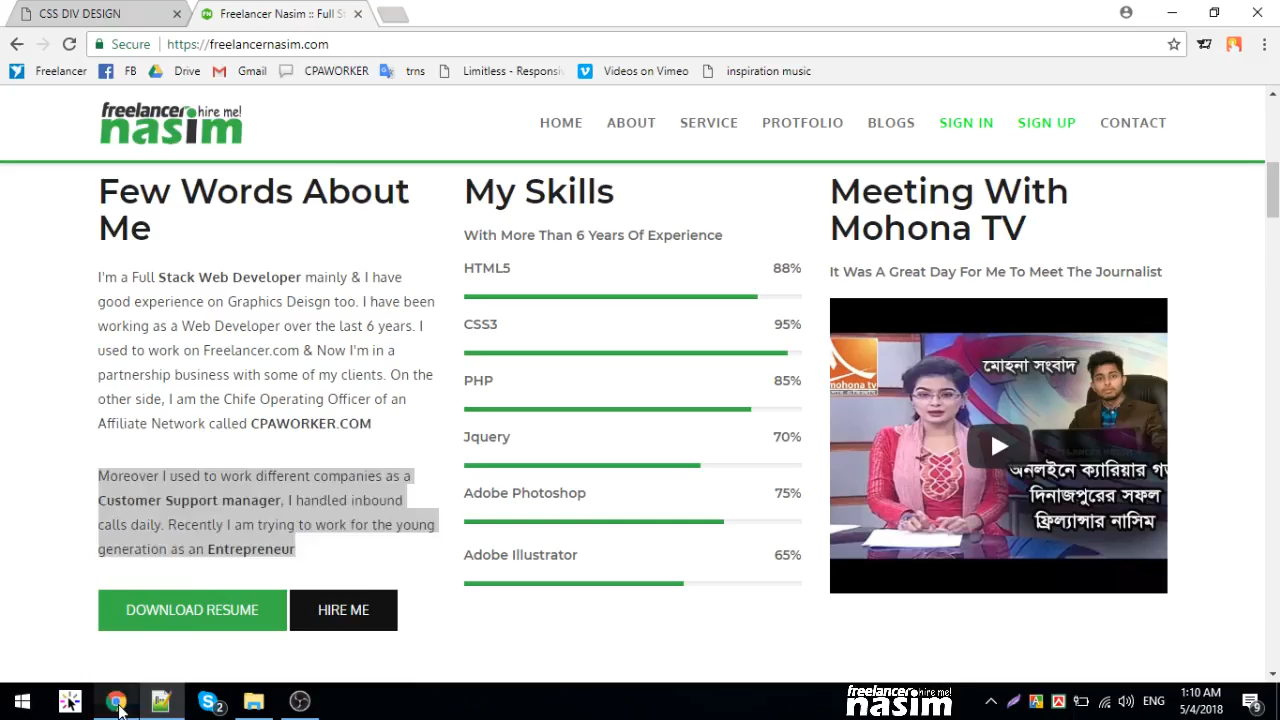 CSS DIV DESIGN
Freelancer Nasim :: Full St
Secure
https://freelancernasim.com
Freelancer
FB
Drive
Gmail
CPAWORKER
trns
Limitless - Responsiv
Videos on Vimeo
inspiration music
freelancer hire me!
nasim
HOME
ABOUT
SERVICE
PROTFOLIO
BLOGS
SIGN IN
SIGN UP
CONTACT
Few Words About
Me
I'm a Full Stack Web Developer mainly & I have
good experience on Graphics Deisgn too. I have been
working as a Web Developer over the last 6 years. I
used to work on Freelancer.com & Now I'm in a
partnership business with some of my clients. On the
other side, I am the Chife Operating Officer of an
Affiliate Network called CPAWORKER.COM
Moreover I used to work different companies as a
Customer Support manager, I handled inbound
calls daily. Recently I am trying to work for the young
generation as an Entrepreneur
DOWNLOAD RESUME
HIRE ME
My Skills
With More Than 6 Years Of Experience
HTML5 88%
CSS3 95%
PHP 85%
Jquery 70%
Adobe Photoshop 75%
Adobe Illustrator 65%
Meeting With
Mohona TV
It Was A Great Day For Me To Meet The Journalist
mohona tv
মোহনা সংবাদ
অনলাইনে ক্যারিয়ার গড়
দিনাজপুরের সফল
ফ্রিল্যান্সার নাসিম
2
freelancer hire me!
nasim
ENG
1:10 AM
5/4/2018
9